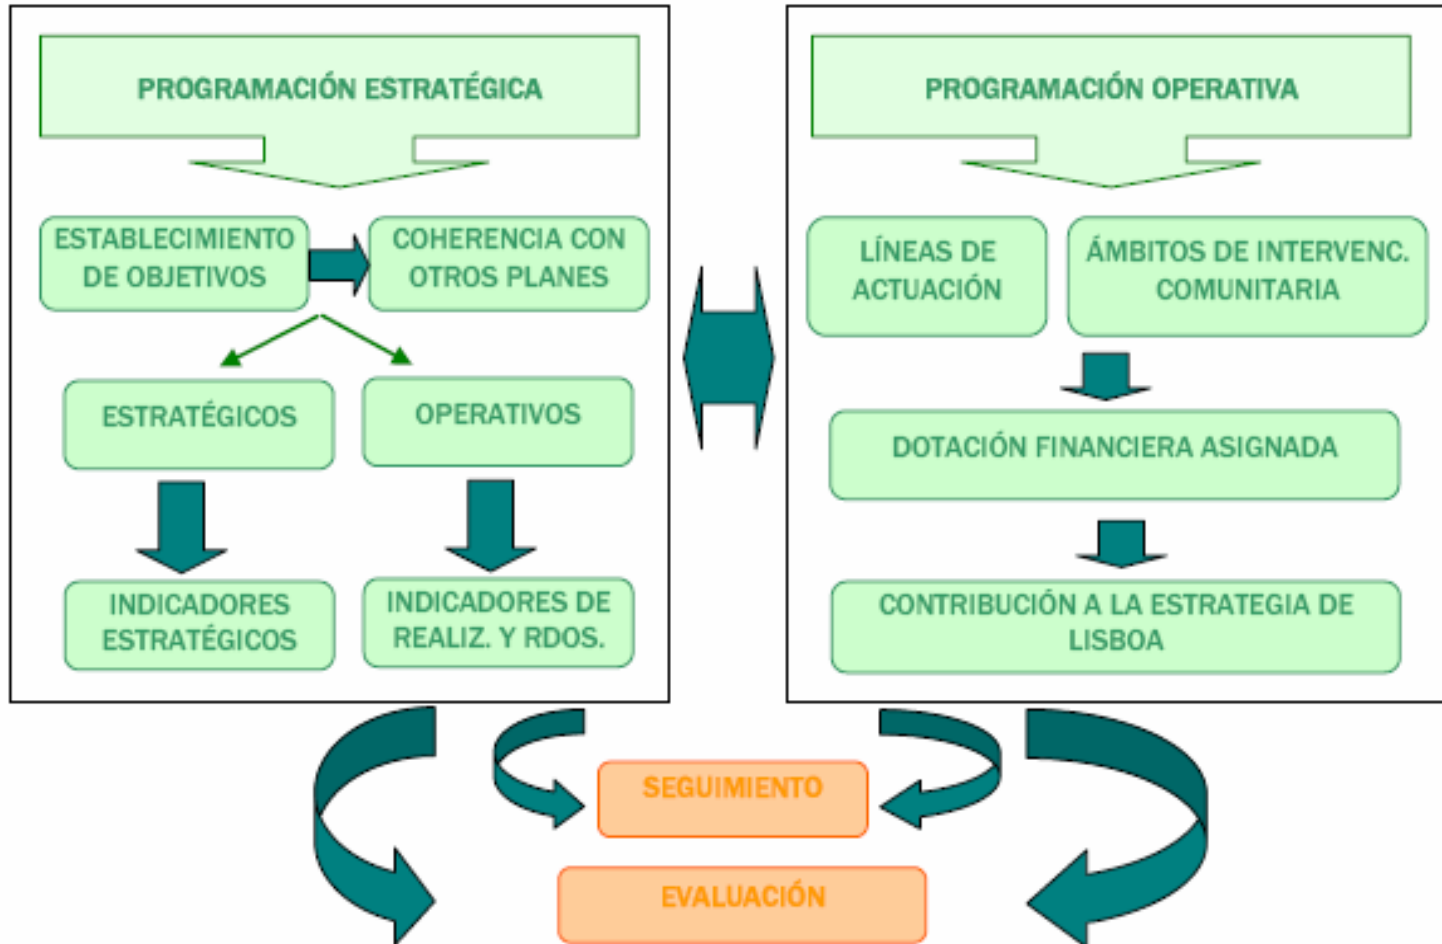 PROGRAMACIÓN ESTRATÉGICA
ESTABLECIMIENTO
DE OBJETIVOS
COHERENCIA CON
OTROS PLANES
ESTRATÉGICOS
OPERATIVOS
INDICADORES
ESTRATÉGICOS
INDICADORES DE
REALIZ. Y RDOS.
PROGRAMACIÓN OPERATIVA
LÍNEAS DE
ACTUACIÓN
ÁMBITOS DE INTERVENC.
COMUNITARIA
DOTACIÓN FINANCIERA ASIGNADA
CONTRIBUCIÓN A LA ESTRATEGIA DE
LISBOA
SEGUIMIENTO
EVALUACIÓN